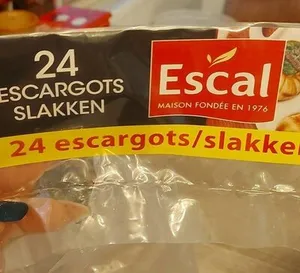 24
ESCARGOTS
SLAKKEN
Escal
MAISON FONDÉE EN 1976
24 escargots/slakken